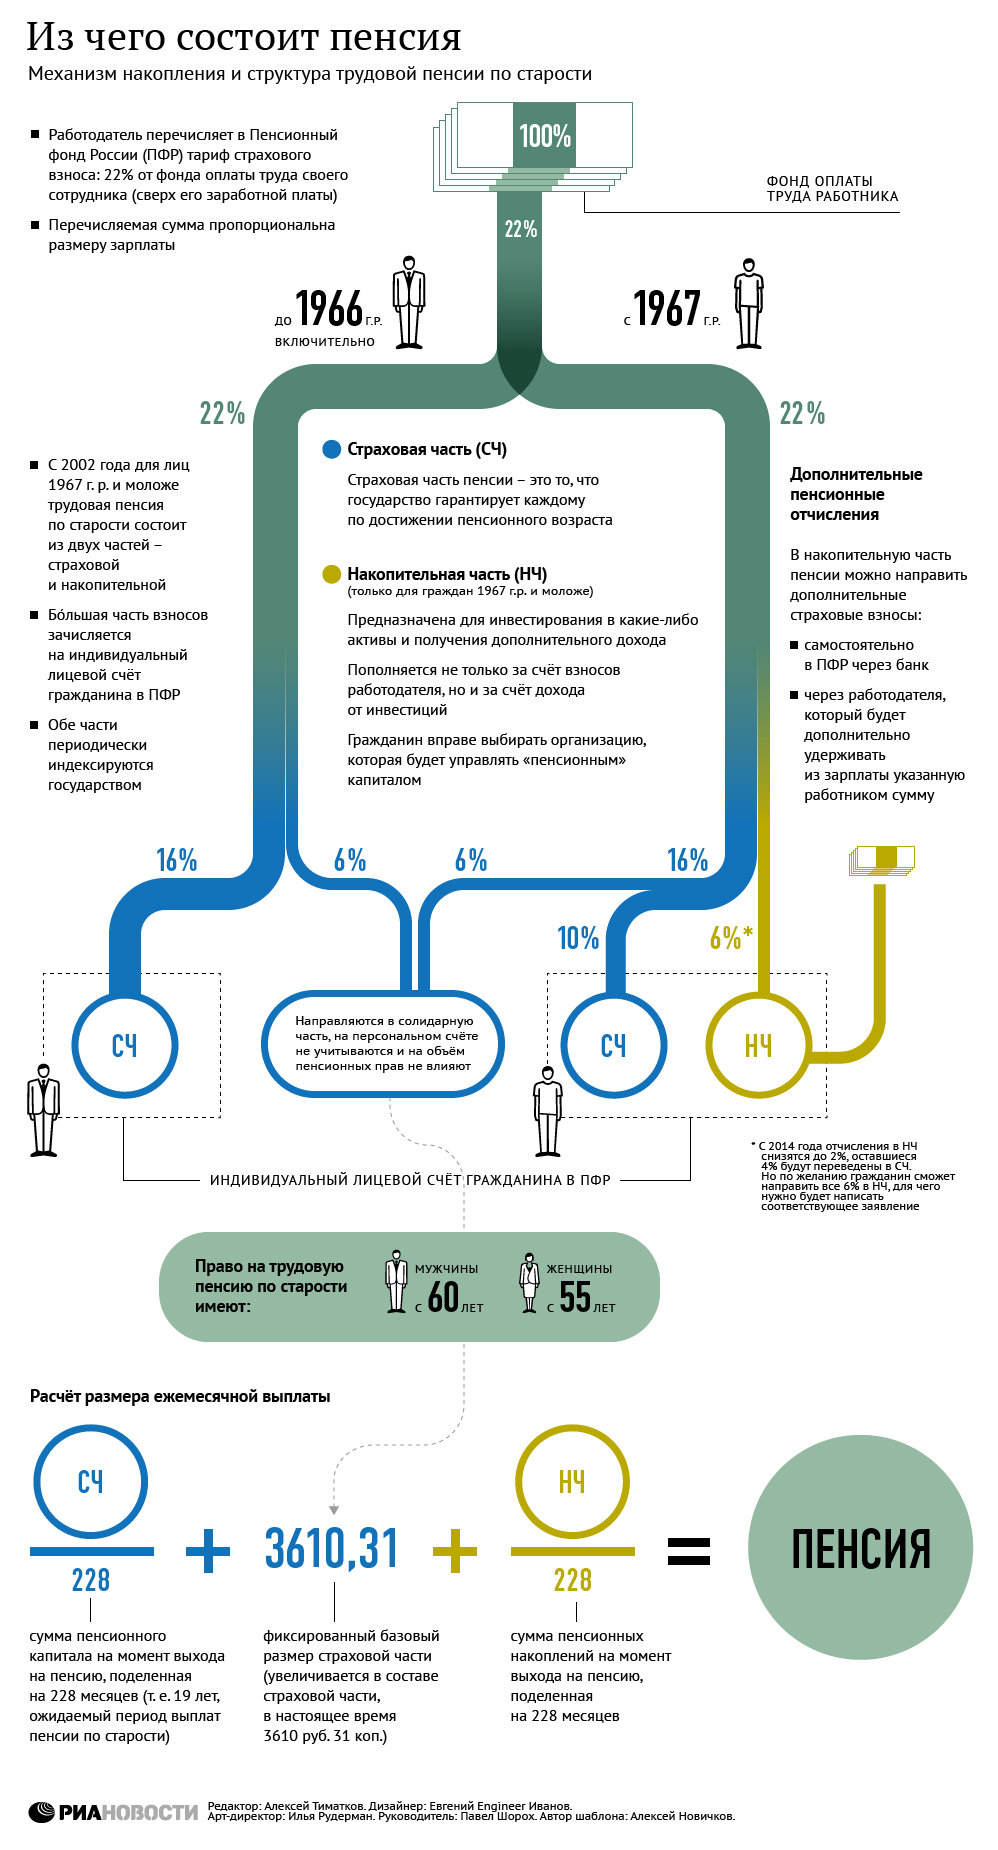 Из чего состоит пенсия
Механизм накопления и структура трудовой пенсии по старости
100%
Работодатель перечисляет в Пенсионный
фонд России (ПФР) тариф страхового
взноса: 22% от фонда оплаты труда своего
сотрудника (сверх его заработной платы)
Перечисляемая сумма пропорциональна
размеру зарплаты
ФОНД ОПЛАТЫ
ТРУДА РАБОТНИКА
22%
ДО 1966 Г.Р.
ВКЛЮЧИТЕЛЬНО
С 1967 Г.Р.
22%
22%
С 2002 года для лиц
1967 г. р. и моложе
трудовая пенсия
по старости состоит
из двух частей –
страховой
и накопительной
Бо́льшая часть взносов
зачисляется
на индивидуальный
лицевой счёт
гражданина в ПФР
Обе части
периодически
индексируются
государством
Страховая часть (СЧ)
Страховая часть пенсии – это то, что
государство гарантирует каждому
по достижении пенсионного возраста
Накопительная часть (НЧ)
(только для граждан 1967 г.р. и моложе)
Предназначена для инвестирования в какие-либо
активы и получения дополнительного дохода
Пополняется не только за счёт взносов
работодателя, но и за счёт дохода
от инвестиций
Гражданин вправе выбирать организацию,
которая будет управлять «пенсионным»
капиталом
Дополнительные
пенсионные
отчисления
В накопительную часть
пенсии можно направить
дополнительные
страховые взносы:
самостоятельно
в ПФР через банк
через работодателя,
который будет
дополнительно
удерживать
из зарплаты указанную
работником сумму
16%
6%
6%
16%
10%
6%*
СЧ
Направляются в солидарную
часть, на персональном счёте
не учитываются и на объём
пенсионных прав не влияют
СЧ
НЧ
* С 2014 года отчисления в НЧ
снизятся до 2%, оставшиеся
4% будут переведены в СЧ.
Но по желанию гражданин сможет
направить все 6% в НЧ, для чего
нужно будет написать
соответствующее заявление
ИНДИВИДУАЛЬНЫЙ ЛИЦЕВОЙ СЧЁТ ГРАЖДАНИНА В ПФР
Право на трудовую
пенсию по старости
имеют:
МУЖЧИНЫ
С 60 ЛЕТ
ЖЕНЩИНЫ
С 55 ЛЕТ
Расчёт размера ежемесячной выплаты
СЧ
228
+
3610,31
+
НЧ
228
=
ПЕНСИЯ
сумма пенсионного
капитала на момент выхода
на пенсию, поделенная
на 228 месяцев (т. е. 19 лет,
ожидаемый период выплат
пенсии по старости)
фиксированный базовый
размер страховой части
(увеличивается в составе
страховой части,
в настоящее время
3610 руб. 31 коп.)
сумма пенсионных
накоплений на момент
выхода на пенсию,
поделенная
на 228 месяцев
РИАНОВОСТИ
Редактор: Алексей Тиматков. Дизайнер: Евгений Engineer Иванов.
Арт-директор: Илья Рудерман. Руководитель: Павел Шорох. Автор шаблона: Алексей Новичков.